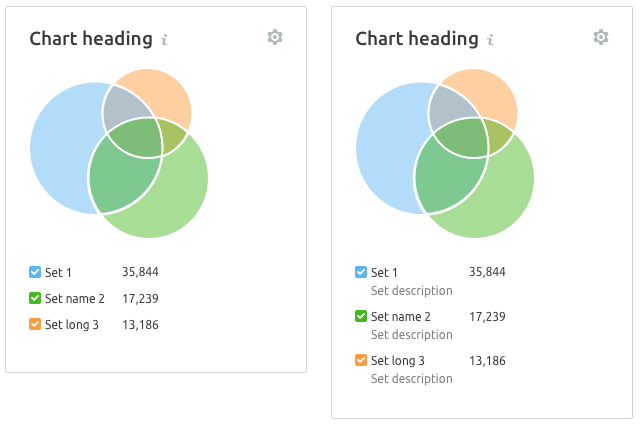 Chart heading i
Set 1 35,844
Set name 2 17,239
Set long 3 13,186
Chart heading i
Set 1 35,844
Set description
Set name 2 17,239
Set description
Set long 3 13,186
Set description